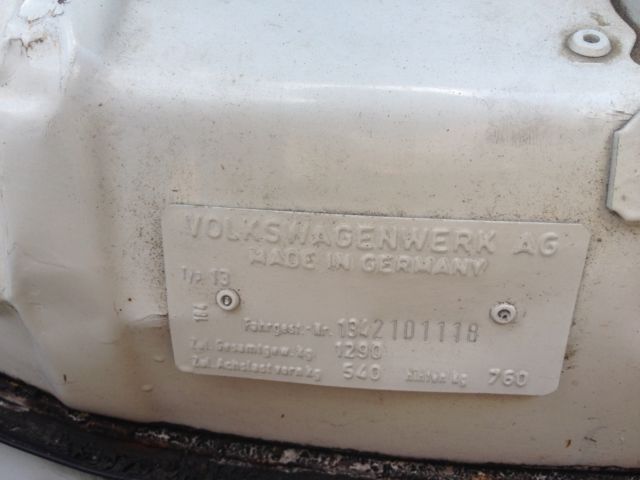 VOLKSWAGENWERK AG
MADE IN GERMANY
Typ 13
Fahrgest.-Nr. 1342101118
Zul. Gesamtgew. kg 1290
Zul. Achslast vorn kg 540 hinten kg 760